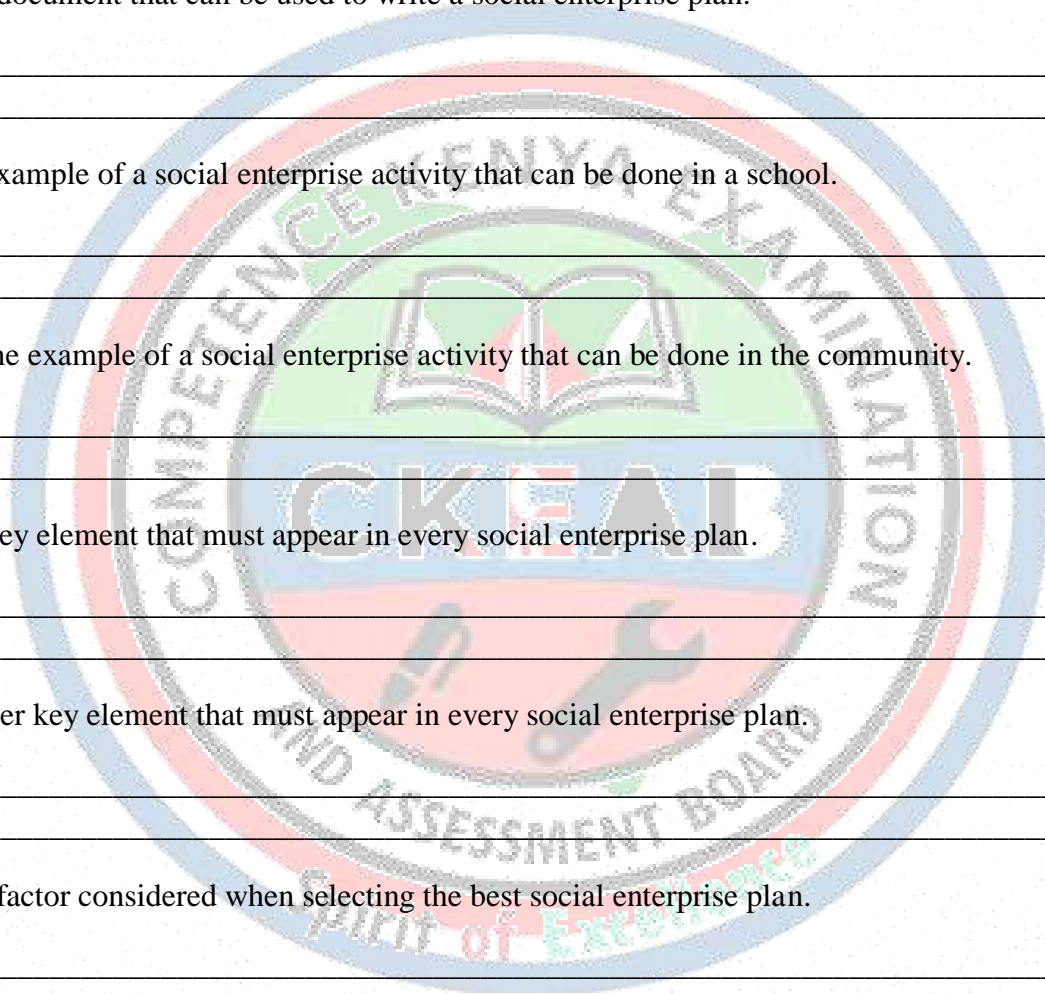 document that can be used to write a social enterprise plan.
xample of a social enterprise activity that can be done in a school.
ne example of a social enterprise activity that can be done in the community.
ey element that must appear in every social enterprise plan.
er key element that must appear in every social enterprise plan.
factor considered when selecting the best social enterprise plan.
COMPETENCE KENYA EXAMINATION
CKEAB
AND ASSESSMENT BOARD
Spirit of Excellence